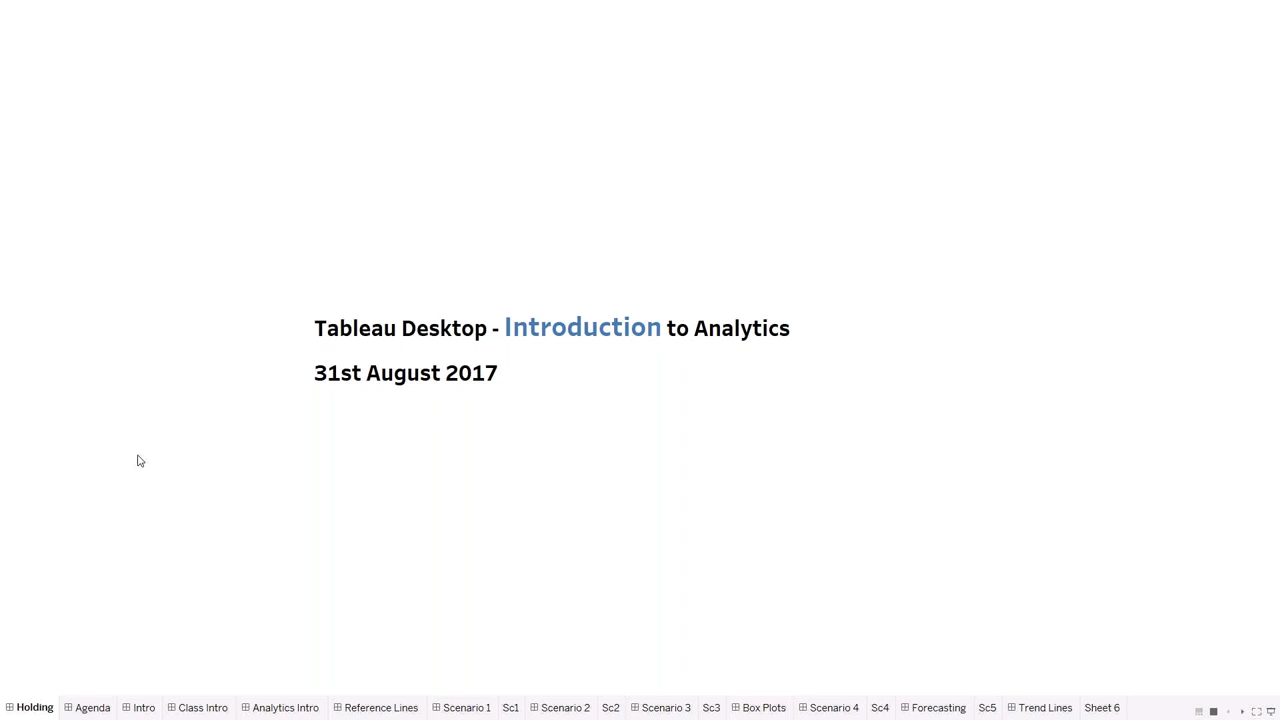 Tableau Desktop - Introduction to Analytics
31st August 2017
Holding Agenda Intro Class Intro Analytics Intro Reference Lines Scenario 1 Sc1 Scenario 2 Sc2 Scenario 3 Sc3 Box Plots Scenario 4 Sc4 Forecasting Sc5 Trend Lines Sheet 6